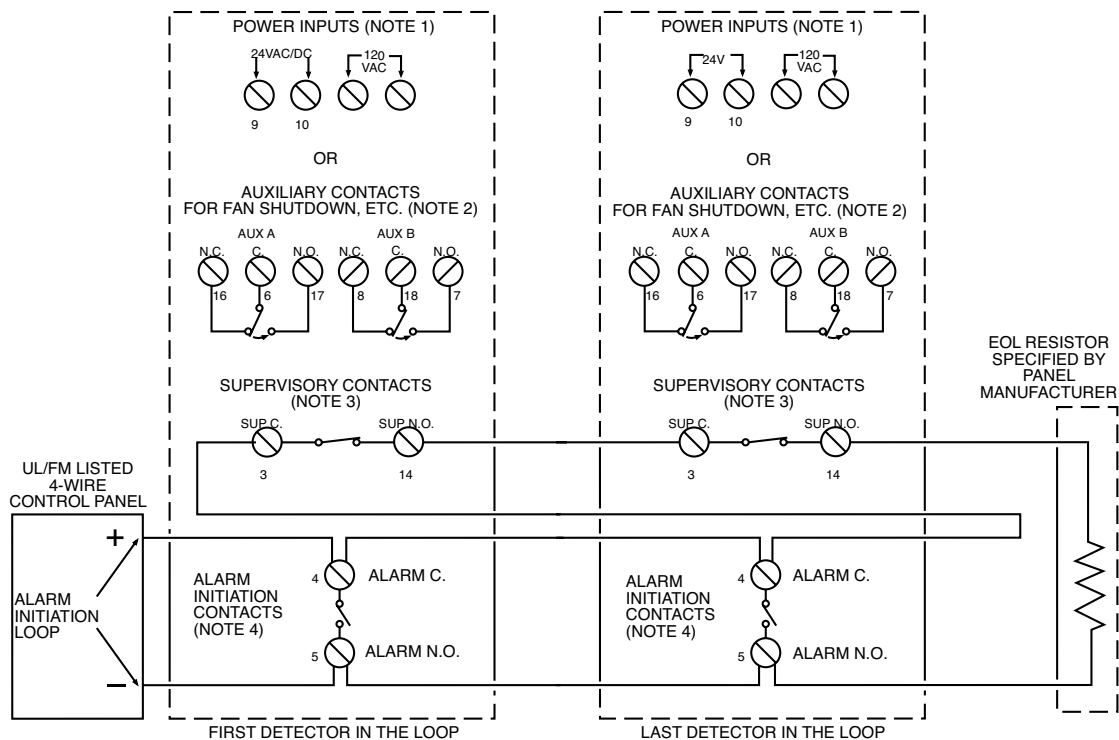 POWER INPUTS (NOTE 1)
24VAC/DC
120
VAC
9
10
OR
AUXILIARY CONTACTS
FOR FAN SHUTDOWN, ETC. (NOTE 2)
AUX A
AUX B
N.C.
C.
N.O.
N.C.
C.
N.O.
16
6
17
8
18
7
SUPERVISORY CONTACTS
(NOTE 3)
SUP C.
SUP N.O.
3
14
POWER INPUTS (NOTE 1)
24V
120
VAC
9
10
OR
AUXILIARY CONTACTS
FOR FAN SHUTDOWN, ETC. (NOTE 2)
AUX A
AUX B
N.C.
C.
N.O.
N.C.
C.
N.O.
16
6
17
8
18
7
SUPERVISORY CONTACTS
(NOTE 3)
SUP C.
SUP N.O.
3
14
EOL RESISTOR
SPECIFIED BY
PANEL
MANUFACTURER
UL/FM LISTED
4-WIRE
CONTROL PANEL
+
ALARM
INITIATION
LOOP
–
ALARM
INITIATION
CONTACTS
(NOTE 4)
4
ALARM C.
5
ALARM N.O.
FIRST DETECTOR IN THE LOOP
ALARM
INITIATION
CONTACTS
(NOTE 4)
4
ALARM C.
5
ALARM N.O.
LAST DETECTOR IN THE LOOP